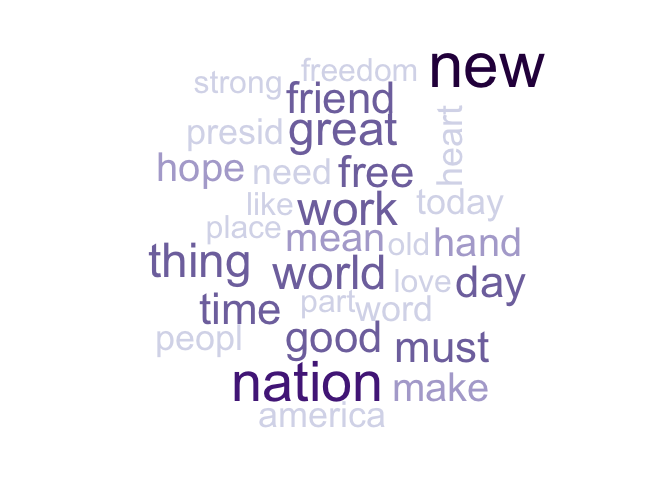 freedom new
strong
friend
presid great heart
hope need free
like work today
place mean old hand
thing world love day
time part word
peopl good must
nation make
america